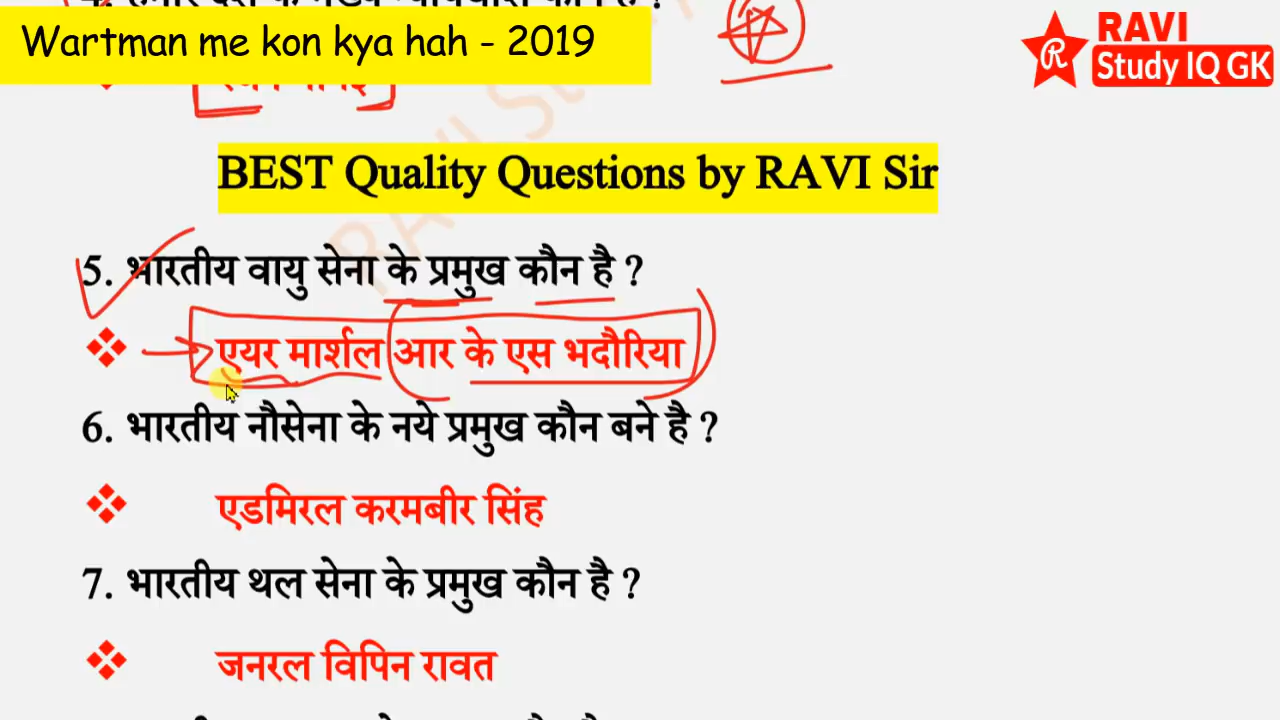 Wartman me kon kya hah - 2019
RAVI
Study IQ GK
BEST Quality Questions by RAVI Sir
5. भारतीय वायु सेना के प्रमुख कौन है ?
एयर मार्शल आर के एस भदौरिया
6. भारतीय नौसेना के नये प्रमुख कौन बने है ?
एडमिरल करमबीर सिंह
7. भारतीय थल सेना के प्रमुख कौन है ?
जनरल विपिन रावत